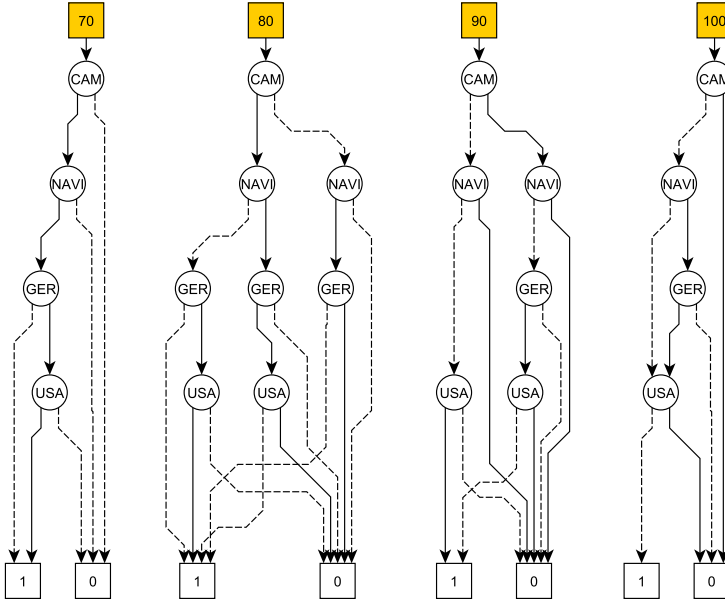 70 80 90 100
CAM CAM CAM CAM
NAVI NAVI NAVI NAVI NAVI NAVI
GER GER GER GER GER GER
USA USA USA USA USA USA
1 0 1 0 1 0 1 0